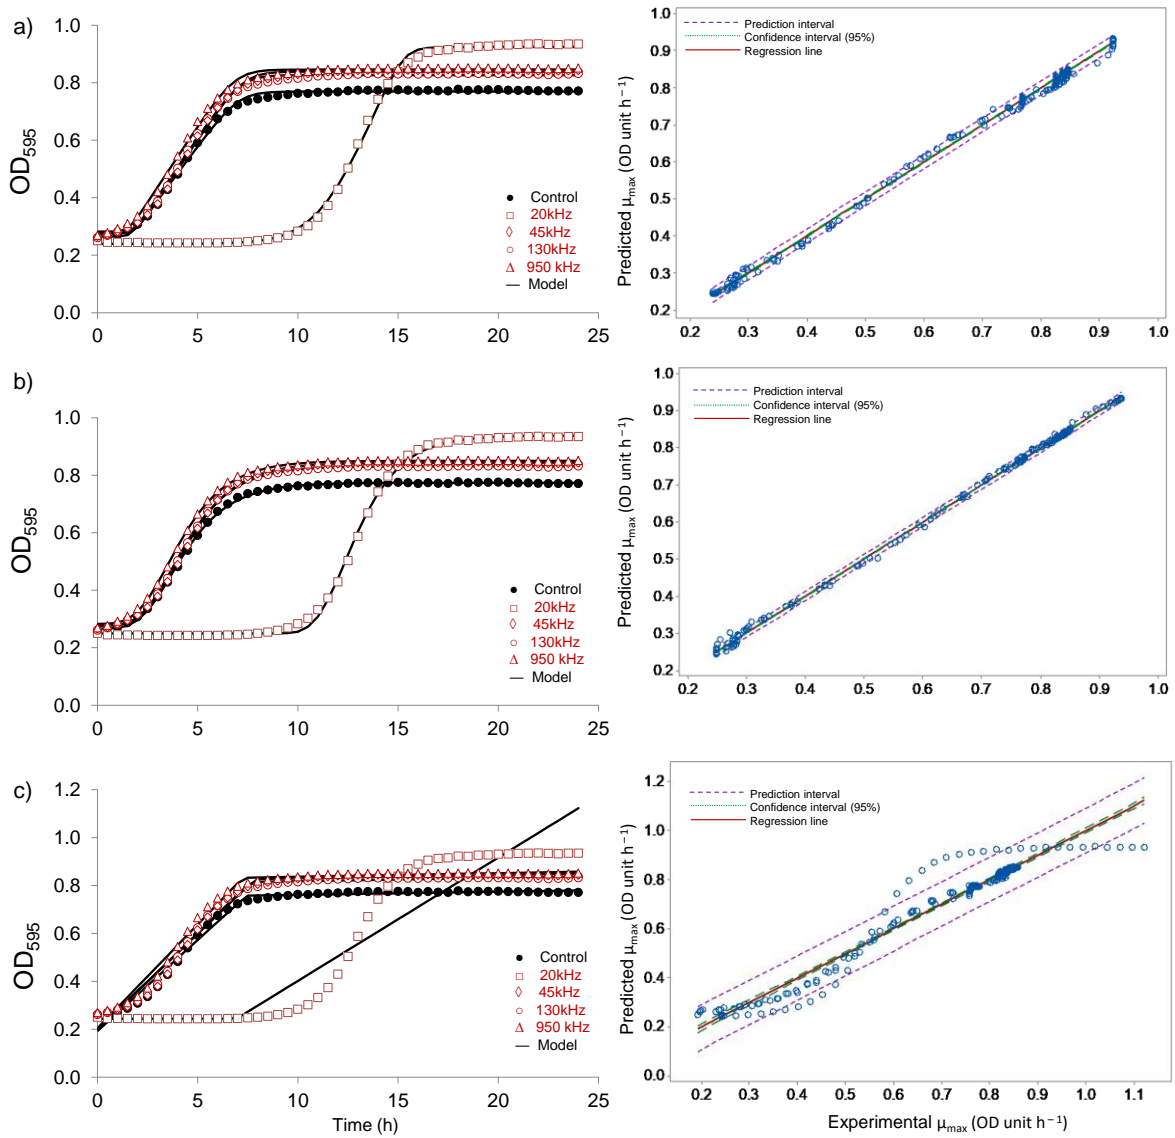 a)
1.0
0.8
0.6
0.4
0.2
0.0
OD595
0
5
10
15
20
25
Control
20kHz
45kHz
130kHz
950 kHz
Model
1.0
0.9
0.8
0.7
0.6
0.5
0.4
0.3
0.2
Predicted μmax (OD unit h−1)
Prediction interval
Confidence interval (95%)
Regression line
0.2
0.3
0.4
0.5
0.6
0.7
0.8
0.9
1.0
b)
1.0
0.8
0.6
0.4
0.2
0.0
OD595
0
5
10
15
20
25
Control
20kHz
45kHz
130kHz
950 kHz
Model
1.0
0.9
0.8
0.7
0.6
0.5
0.4
0.3
0.2
Predicted μmax (OD unit h−1)
Prediction interval
Confidence interval (95%)
Regression line
0.2
0.3
0.4
0.5
0.6
0.7
0.8
0.9
1.0
c)
1.2
1.0
0.8
0.6
0.4
0.2
0.0
OD595
0
5
10
15
20
25
Time (h)
Control
20kHz
45kHz
130kHz
950 kHz
Model
1.2
1.0
0.8
0.6
0.4
0.2
0.0
Predicted μmax (OD unit h−1)
Prediction interval
Confidence interval (95%)
Regression line
0.2
0.3
0.4
0.5
0.6
0.7
0.8
0.9
1.0
1.1
Experimental μmax (OD unit h−1)